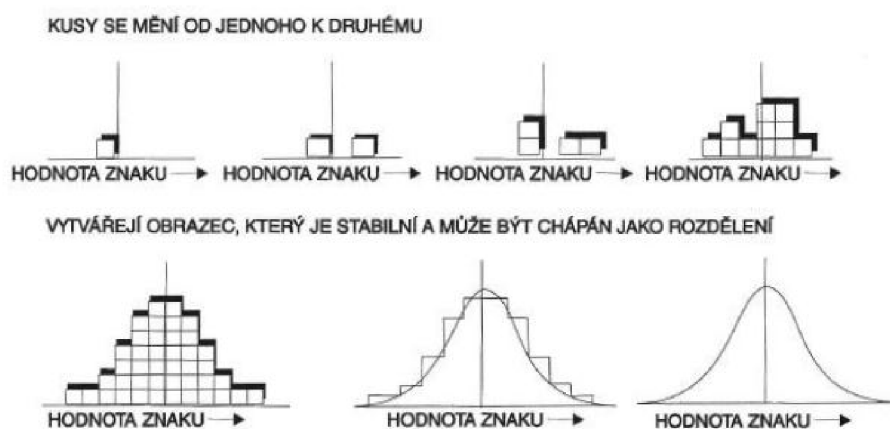 KUSY SE MĚNÍ OD JEDNOHO K DRUHÉMU
HODNOTA ZNAKU
HODNOTA ZNAKU
HODNOTA ZNAKU
HODNOTA ZNAKU
VYTVÁŘEJÍ OBRAZEC, KTERÝ JE STABILNÍ A MŮŽE BÝT CHÁPÁN JAKO ROZDĚLENÍ
HODNOTA ZNAKU
HODNOTA ZNAKU
HODNOTA ZNAKU